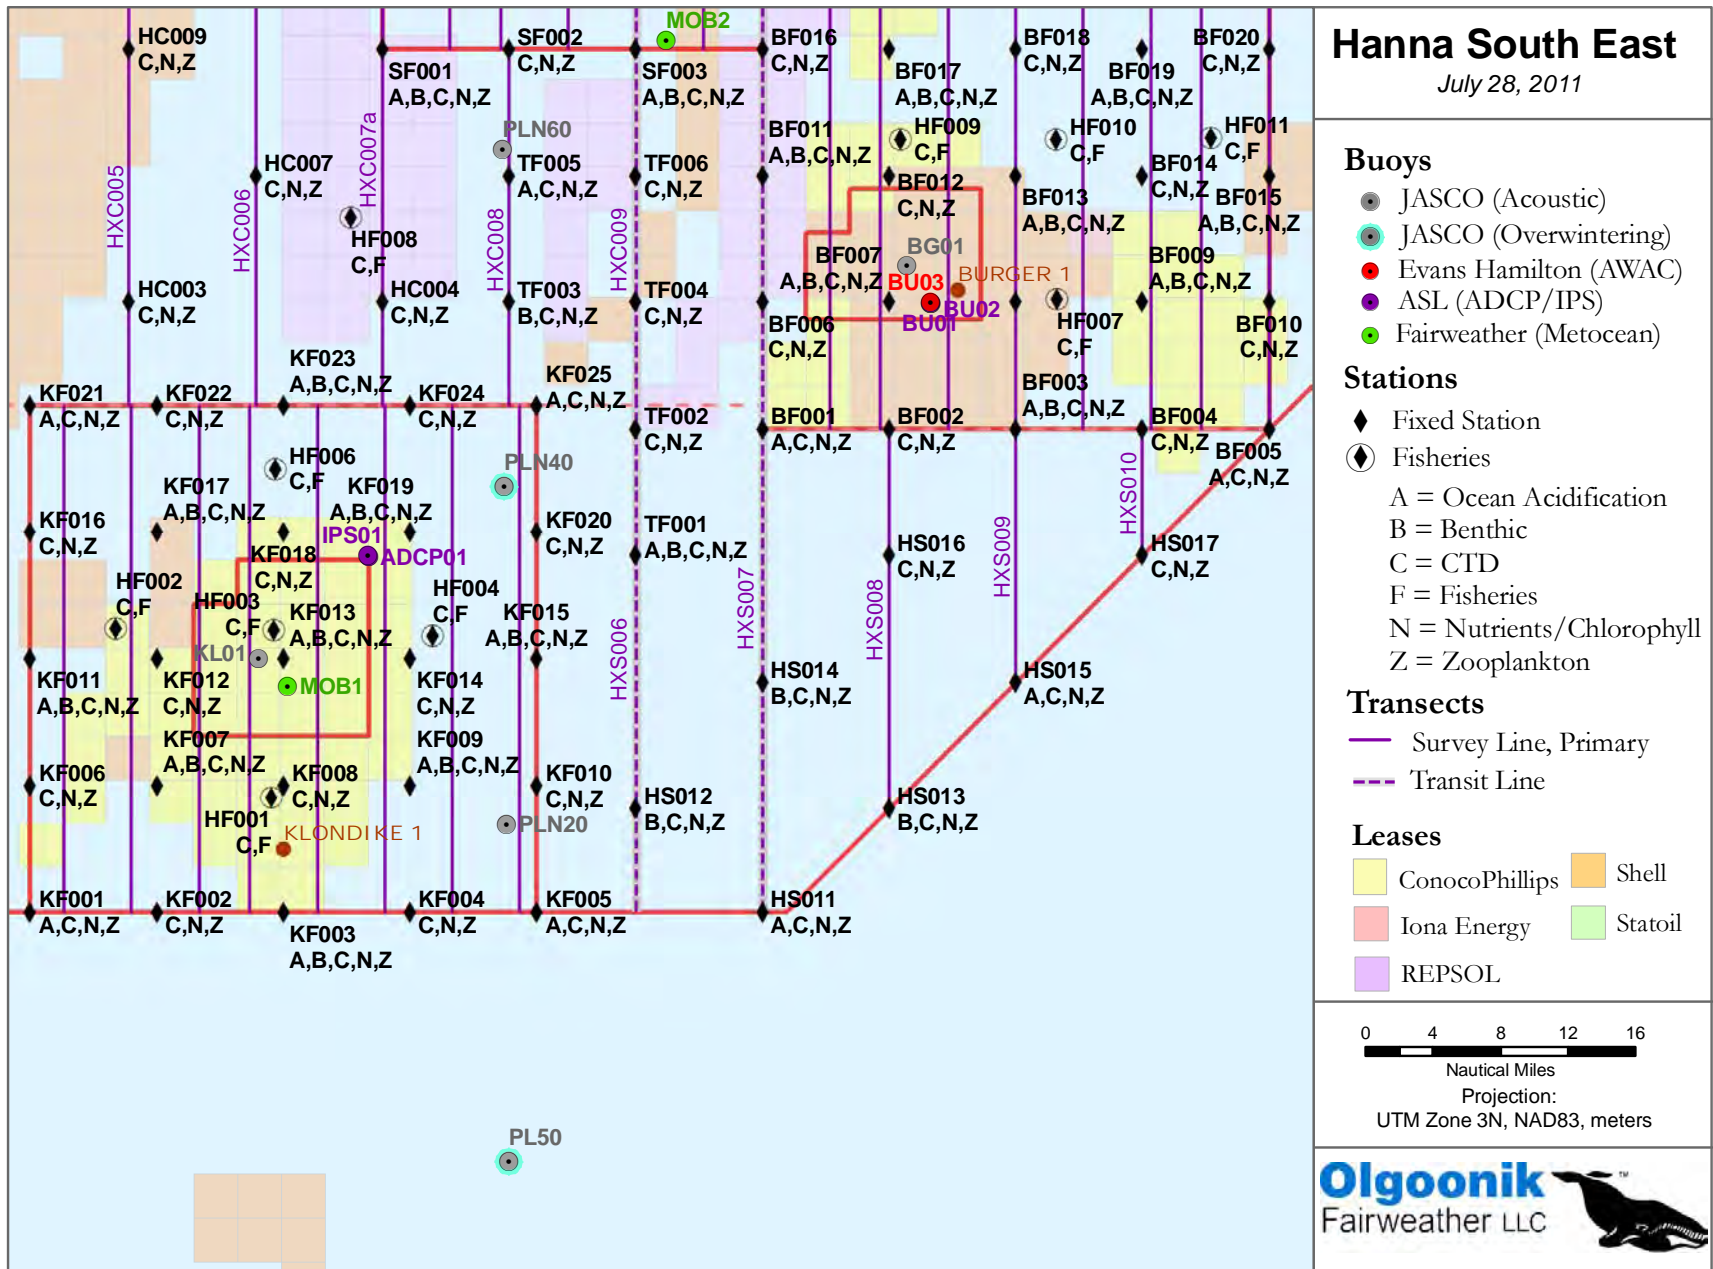 HC009
C,N,Z
SF001
A,B,C,N,Z
SF002
C,N,Z
MOB2
SF003
A,B,C,N,Z
BF016
C,N,Z
BF017
A,B,C,N,Z
BF018
C,N,Z
BF019
A,B,C,N,Z
BF020
C,N,Z
HXC005
HC007
C,N,Z
HXC006
HXC007a
HF008
C,F
PLN60
TF005
A,C,N,Z
HXC008
TF006
C,N,Z
HXC009
BF011
A,B,C,N,Z
HF009
C,F
HF010
C,F
HF011
C,F
BF012
C,N,Z
BF013
A,B,C,N,Z
BF014
C,N,Z
BF015
A,B,C,N,Z
HC003
C,N,Z
HC004
C,N,Z
TF003
B,C,N,Z
TF004
C,N,Z
BF007
A,B,C,N,Z
BG01
BU03
BURGER 1
BU02
BU01
BF006
C,N,Z
HF007
C,F
BF009
A,B,C,N,Z
BF010
C,N,Z
KF021
A,C,N,Z
KF022
C,N,Z
KF023
A,B,C,N,Z
KF024
C,N,Z
KF025
A,C,N,Z
TF002
C,N,Z
BF001
A,C,N,Z
BF002
C,N,Z
BF003
A,B,C,N,Z
BF004
C,N,Z
BF005
A,C,N,Z
HF006
C,F
PLN40
KF016
C,N,Z
KF017
A,B,C,N,Z
KF018
C,N,Z
KF019
A,B,C,N,Z
IPS01
ADCP01
KF020
C,N,Z
TF001
A,B,C,N,Z
HS016
C,N,Z
HXS009
HXS010
HS017
C,N,Z
HF002
C,F
HF003
C,F
KF013
A,B,C,N,Z
HF004
C,F
KF015
A,B,C,N,Z
HXS006
HXS007
HXS008
KL01
MOB1
KF011
A,B,C,N,Z
KF012
C,N,Z
KF014
C,N,Z
HS014
B,C,N,Z
HS015
A,C,N,Z
KF006
C,N,Z
KF007
A,B,C,N,Z
KF008
C,N,Z
KF009
A,B,C,N,Z
KF010
C,N,Z
HS012
B,C,N,Z
HS013
B,C,N,Z
HF001
C,F
KLONDIKE 1
PLN20
KF001
A,C,N,Z
KF002
C,N,Z
KF003
A,B,C,N,Z
KF004
C,N,Z
KF005
A,C,N,Z
HS011
A,C,N,Z
PL50
Hanna South East
July 28, 2011
Buoys
JASCO (Acoustic)
JASCO (Overwintering)
Evans Hamilton (AWAC)
ASL (ADCP/IPS)
Fairweather (Metocean)
Stations
Fixed Station
Fisheries
A = Ocean Acidification
B = Benthic
C = CTD
F = Fisheries
N = Nutrients/Chlorophyll
Z = Zooplankton
Transects
Survey Line, Primary
Transit Line
Leases
ConocoPhillips
Shell
Iona Energy
Statoil
REPSOL
0 4 8 12 16
Nautical Miles
Projection:
UTM Zone 3N, NAD83, meters
Olgoonik
Fairweather LLC
TM